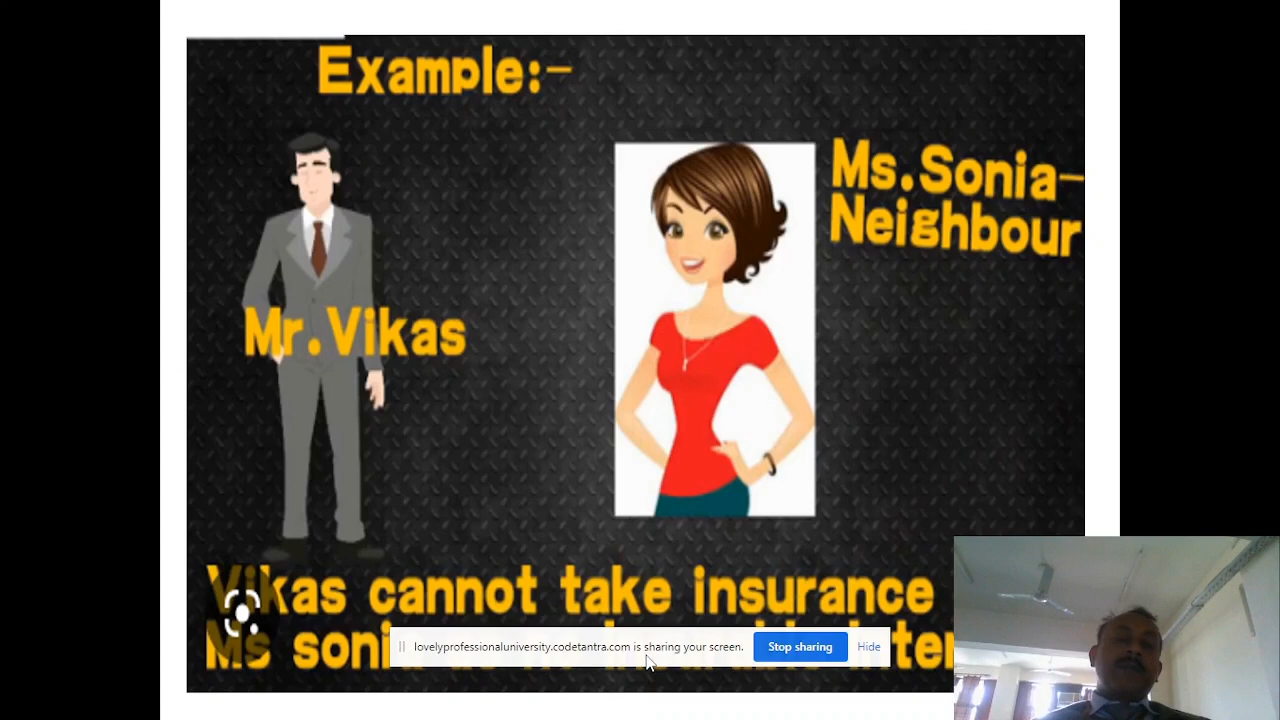 Example:-
Ms.Sonia-
Neighbour
Mr.Vikas
Vikas cannot take insurance
Ms
lovelyprofessionaluniversity.codetantra.com is sharing your screen.
Stop sharing
Hide